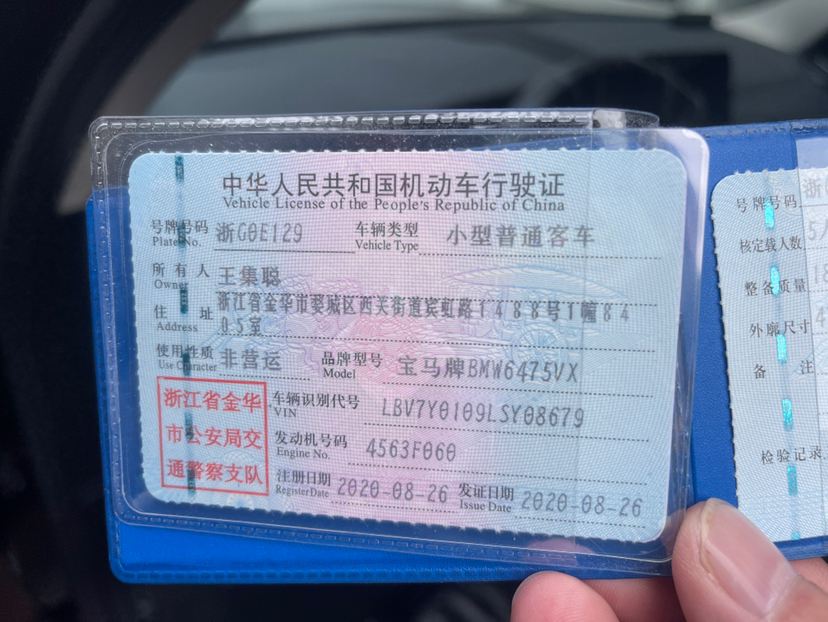 中华人民共和国机动车行驶证
Vehicle License of the People's Republic of China
号牌号码 浙G0E129 车辆类型 小型普通客车
Plate No. Vehicle Type
所有人 王集聪
Owner
住址 浙江省金华市婺城区西关街道宾虹路1488号1幢84
Address 05室
使用性质 非营运 品牌型号 宝马牌BMW6475VX
Use Character Model
浙江省金华
市公安局交
通警察支队
车辆识别代号 LBV7Y0109LSY08679
VIN
发动机号码 4563F060
Engine No.
注册日期 2020-08-26 发证日期 2020-08-26
Register Date Issue Date
号牌号码 浙
核定载人数 5人
整备质量 18
外廓尺寸 4
备注
检验记录